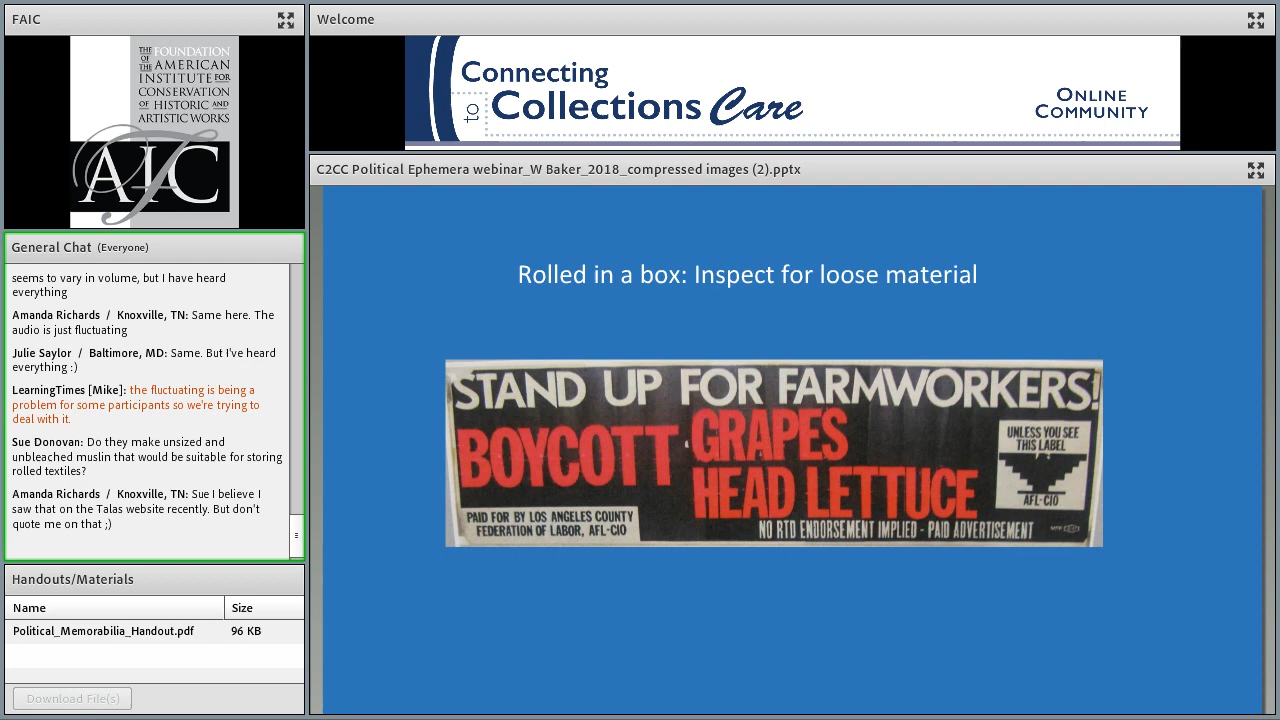 FAIC
THE FOUNDATION
OF THE AMERICAN
INSTITUTE FOR
CONSERVATION
OF HISTORIC AND
ARTISTIC WORKS
AIC
General Chat (Everyone)
seems to vary in volume, but I have heard
everything
Amanda Richards / Knoxville, TN: Same here. The
audio is just fluctuating
Julie Saylor / Baltimore, MD: Same. But I've heard
everything :)
LearningTimes [Mike]: the fluctuating is being a
problem for some participants so we're trying to
deal with it.
Sue Donovan: Do they make unsized and
unbleached muslin that would be suitable for storing
rolled textiles?
Amanda Richards / Knoxville, TN: Sue I believe I
saw that on the Talas website recently. But don't
quote me on that ;)
Handouts/Materials
Name Size
Political_Memorabilia_Handout.pdf 96 KB
Download File(s)
Welcome
Connecting
to Collections Care
ONLINE
COMMUNITY
C2CC Political Ephemera webinar_W Baker_2018_compressed images (2).pptx
Rolled in a box: Inspect for loose material
STAND UP FOR FARMWORKERS!
BOYCOTT GRAPES
HEAD LETTUCE
UNLESS YOU SEE
THIS LABEL
AFL-CIO
PAID FOR BY LOS ANGELES COUNTY
FEDERATION OF LABOR, AFL-CIO
NO RTD ENDORSEMENT IMPLIED - PAID ADVERTISEMENT